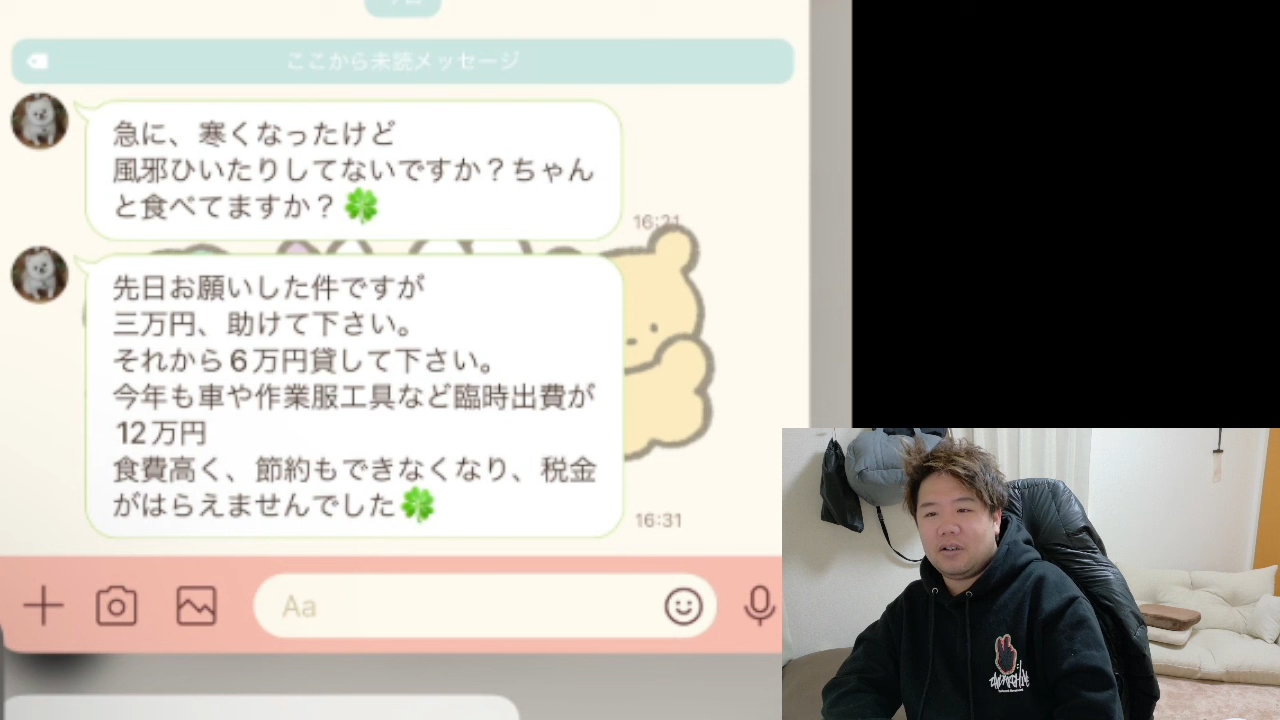 ここから未読メッセージ
急に、寒くなったけど
風邪ひいたりしてないですか？ちゃん
と食べてますか？🍀
16:21
先日お願いした件ですが
三万円、助けて下さい。
それから６万円貸して下さい。
今年も車や作業服工具など臨時出費が
12万円
食費高く、節約もできなくなり、税金
がはらえませんでした🍀
16:31
Aa